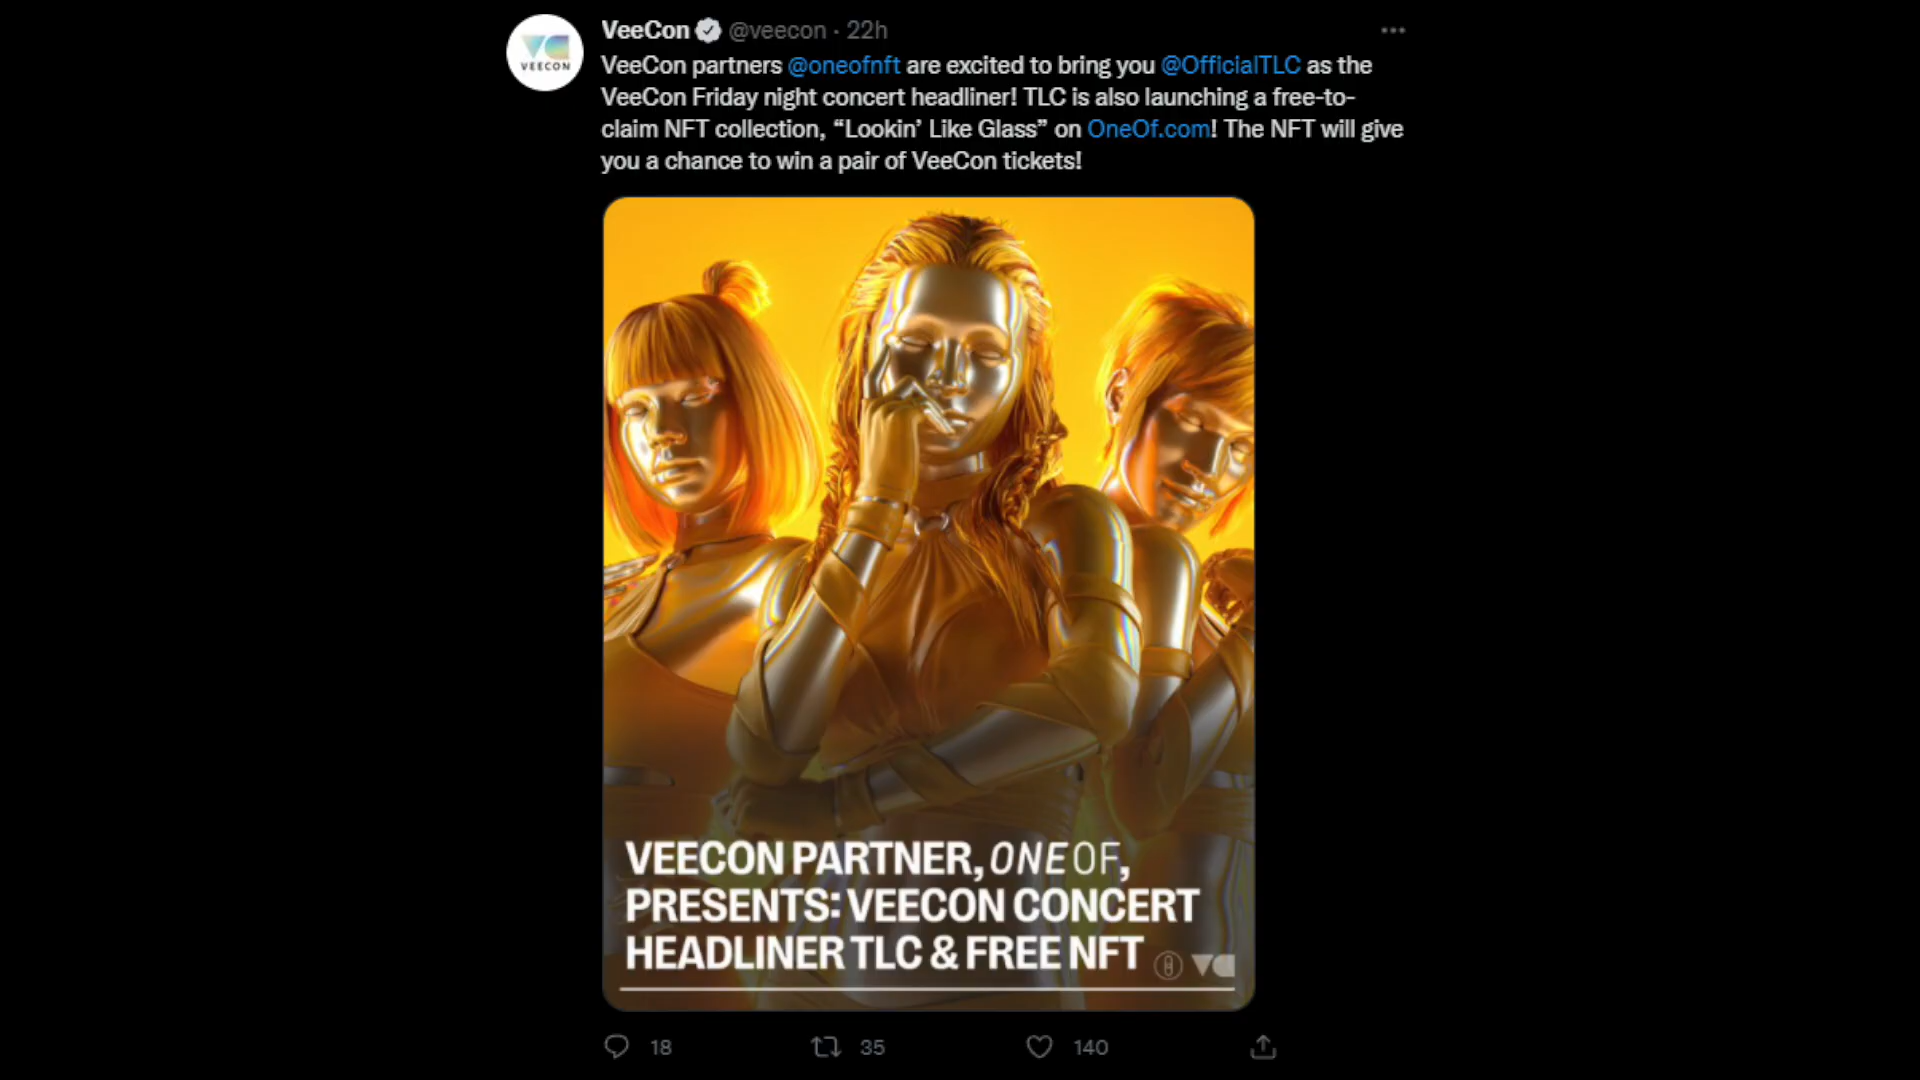 VeeCon @veecon · 22h
VEECON
VeeCon partners @oneofnft are excited to bring you @OfficialTLC as the
VeeCon Friday night concert headliner! TLC is also launching a free-to-
claim NFT collection, “Lookin’ Like Glass” on OneOf.com! The NFT will give
you a chance to win a pair of VeeCon tickets!
VEECON PARTNER, ONEOF,
PRESENTS: VEECON CONCERT
HEADLINER TLC & FREE NFT
18 35 140